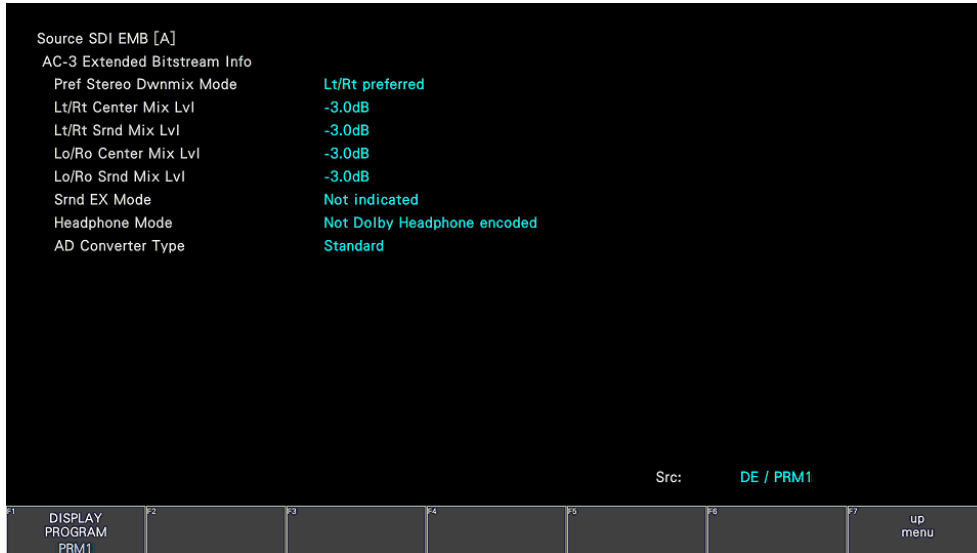 Source SDI EMB [A]
AC-3 Extended Bitstream Info
Pref Stereo Dwnmix Mode Lt/Rt preferred
Lt/Rt Center Mix Lvl -3.0dB
Lt/Rt Srnd Mix Lvl -3.0dB
Lo/Ro Center Mix Lvl -3.0dB
Lo/Ro Srnd Mix Lvl -3.0dB
Srnd EX Mode Not indicated
Headphone Mode Not Dolby Headphone encoded
AD Converter Type Standard
Src: DE / PRM1
F1 F2 F3 F4 F5 F6 F7
DISPLAY up
PROGRAM menu
PRM1